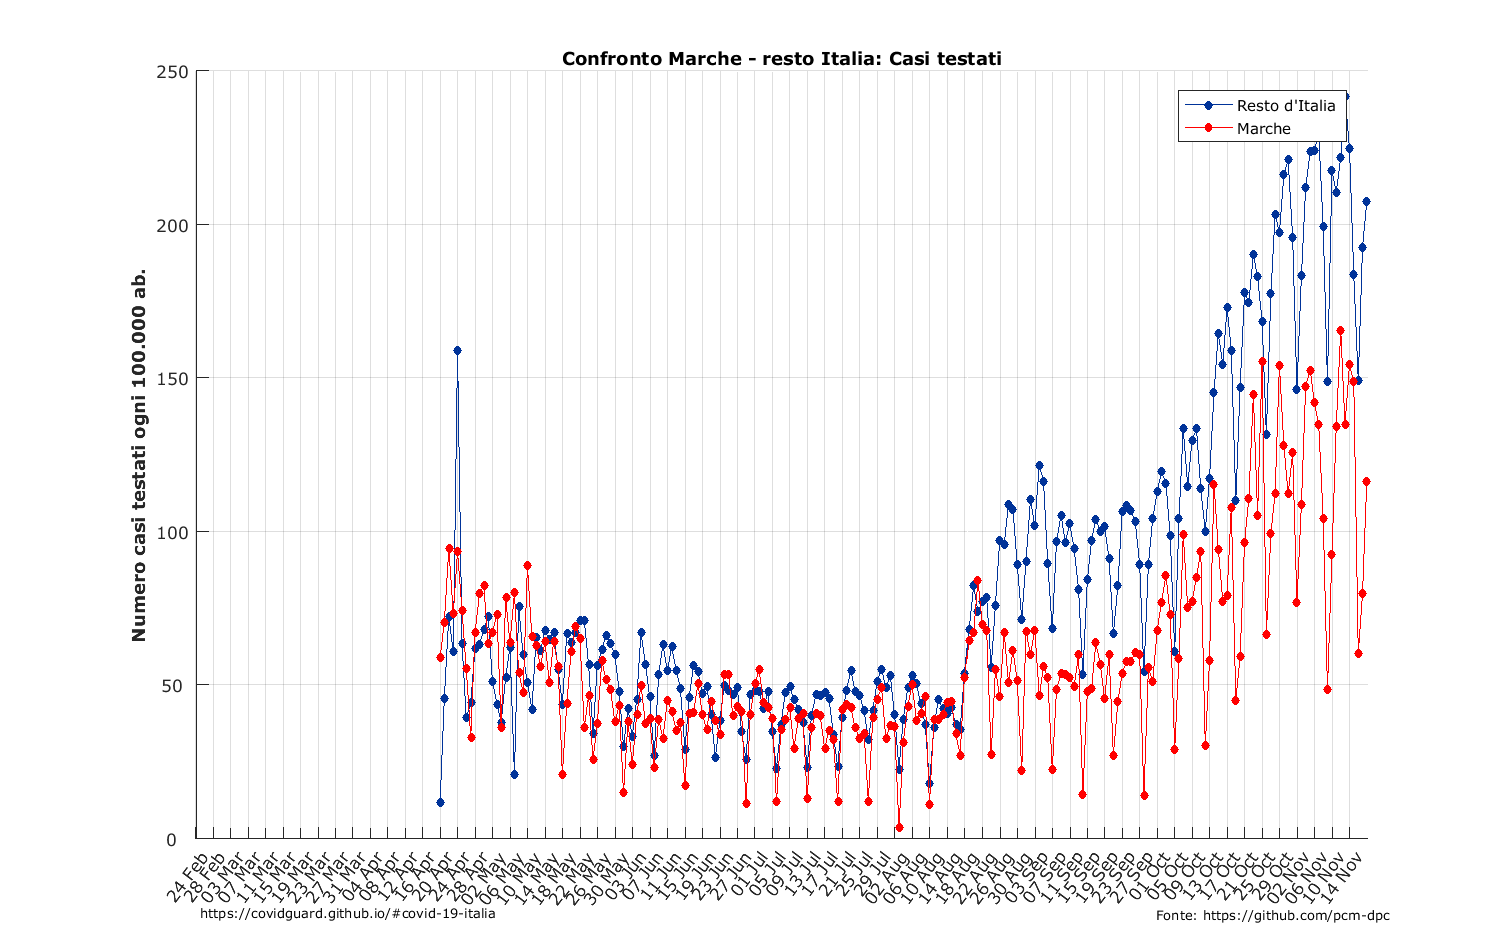 Confronto Marche - resto Italia: Casi testati
250
200
150
100
50
0
Numero casi testati ogni 100.000 ab.
Resto d'Italia
Marche
24 Feb
28 Feb
03 Mar
07 Mar
11 Mar
15 Mar
19 Mar
23 Mar
27 Mar
31 Mar
04 Apr
08 Apr
12 Apr
16 Apr
20 Apr
24 Apr
28 Apr
02 May
06 May
10 May
14 May
18 May
22 May
26 May
30 May
03 Jun
07 Jun
11 Jun
15 Jun
19 Jun
23 Jun
27 Jun
01 Jul
05 Jul
09 Jul
13 Jul
17 Jul
21 Jul
25 Jul
29 Jul
02 Aug
06 Aug
10 Aug
14 Aug
18 Aug
22 Aug
26 Aug
30 Aug
03 Sep
07 Sep
11 Sep
15 Sep
19 Sep
23 Sep
27 Sep
01 Oct
05 Oct
09 Oct
13 Oct
17 Oct
21 Oct
25 Oct
29 Oct
02 Nov
06 Nov
10 Nov
14 Nov
https://covidguard.github.io/#covid-19-italia
Fonte: https://github.com/pcm-dpc